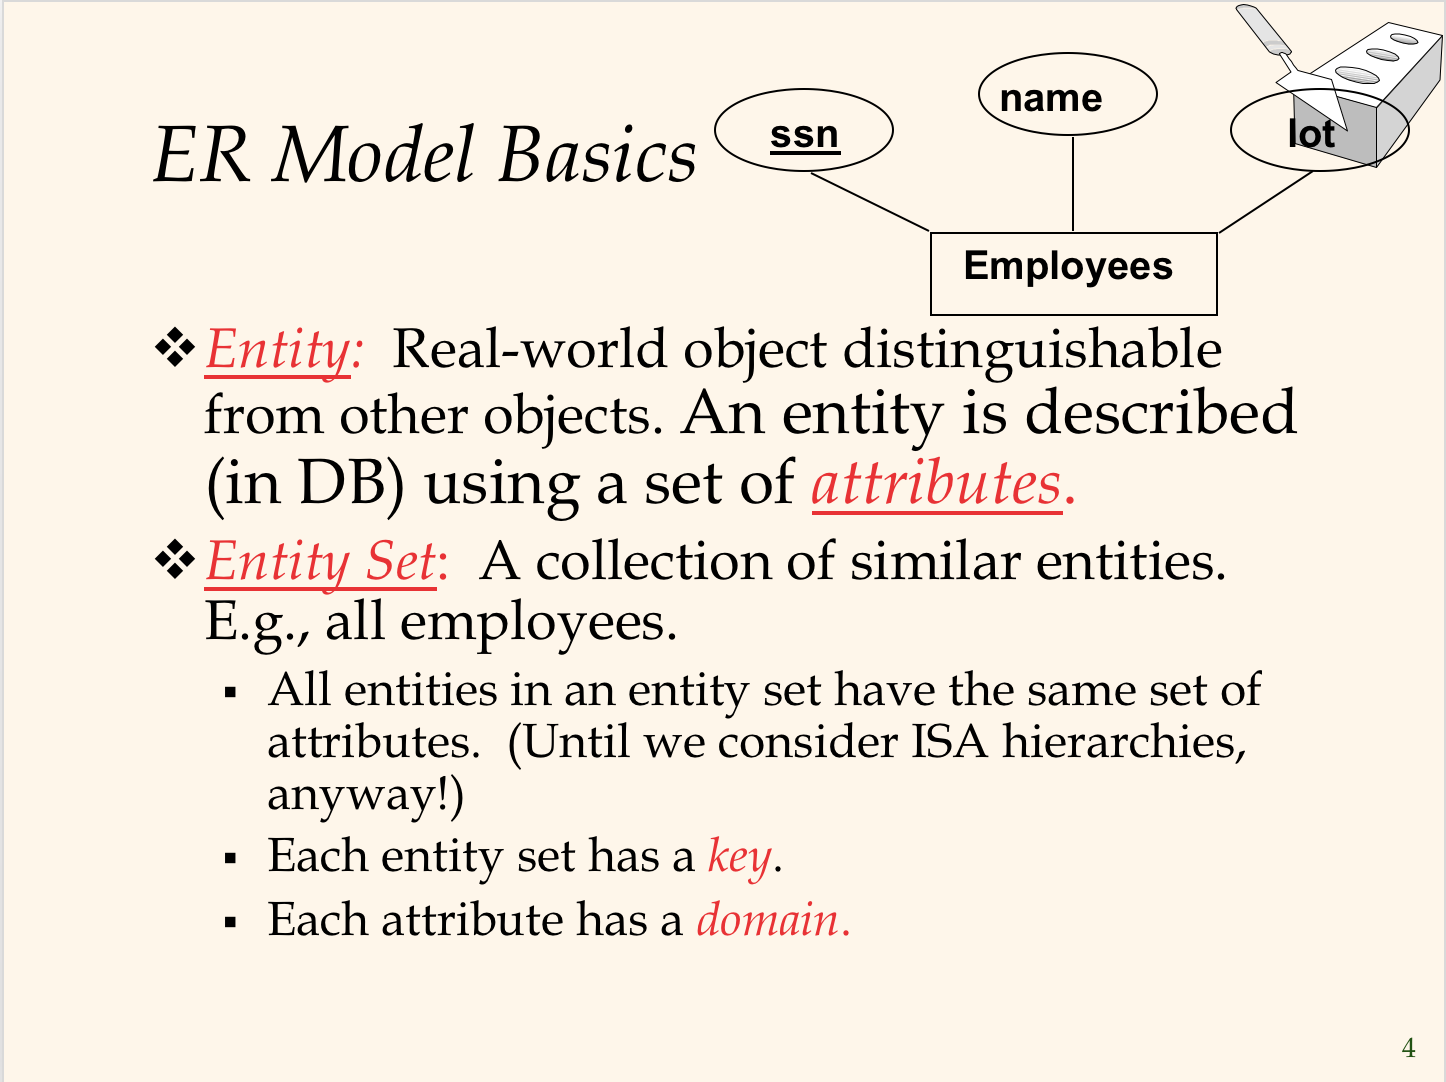 name
ssn
lot
ER Model Basics
Employees
❖ Entity: Real-world object distinguishable
from other objects. An entity is described
(in DB) using a set of attributes.
❖ Entity Set: A collection of similar entities.
E.g., all employees.
▪ All entities in an entity set have the same set of
attributes. (Until we consider ISA hierarchies,
anyway!)
▪ Each entity set has a key.
▪ Each attribute has a domain.
4